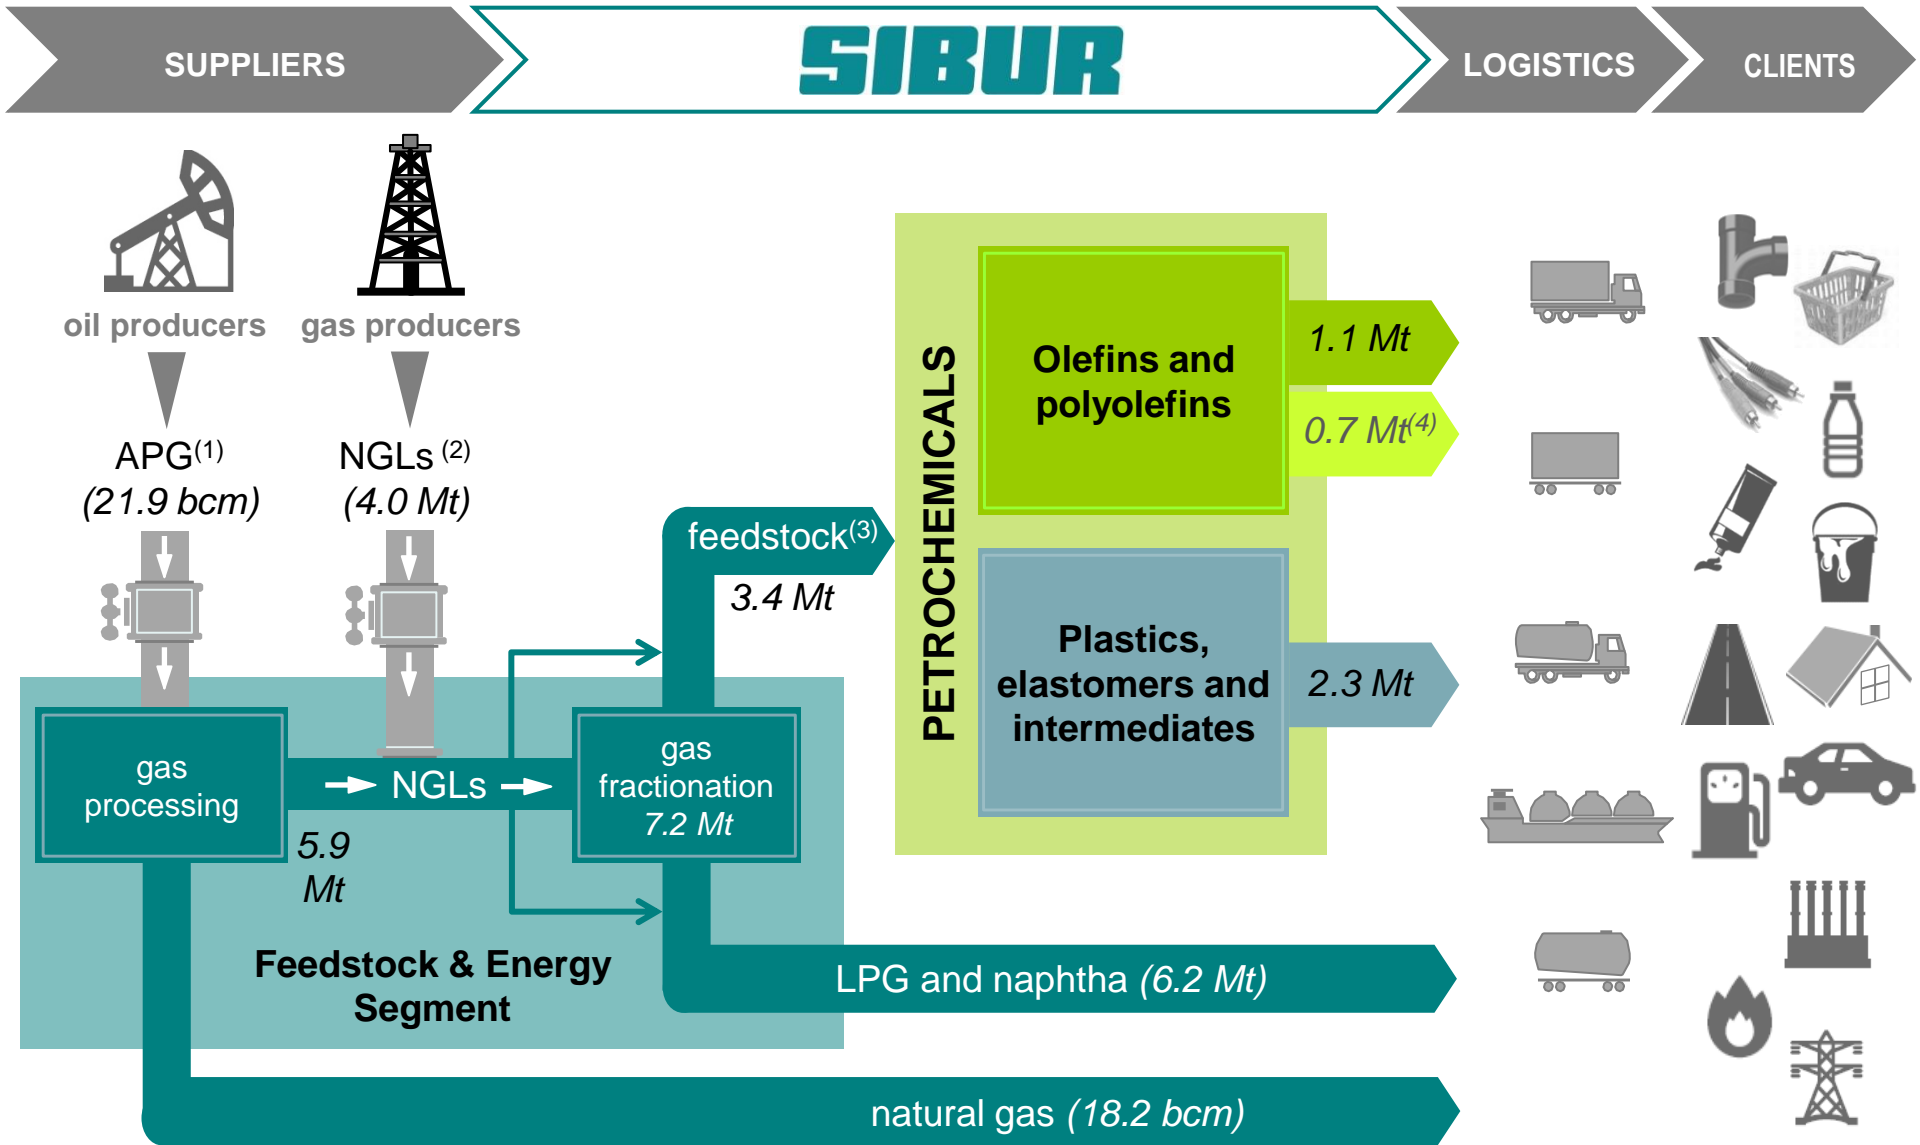 SUPPLIERS
SIBUR
LOGISTICS
CLIENTS
oil producers
gas producers
APG(1)
(21.9 bcm)
NGLs (2)
(4.0 Mt)
feedstock(3)
3.4 Mt
PETROCHEMICALS
Olefins and
polyolefins
1.1 Mt
0.7 Mt(4)
Plastics,
elastomers and
intermediates
2.3 Mt
gas
processing
NGLs
5.9
Mt
gas
fractionation
7.2 Mt
Feedstock & Energy
Segment
LPG and naphtha (6.2 Mt)
natural gas (18.2 bcm)